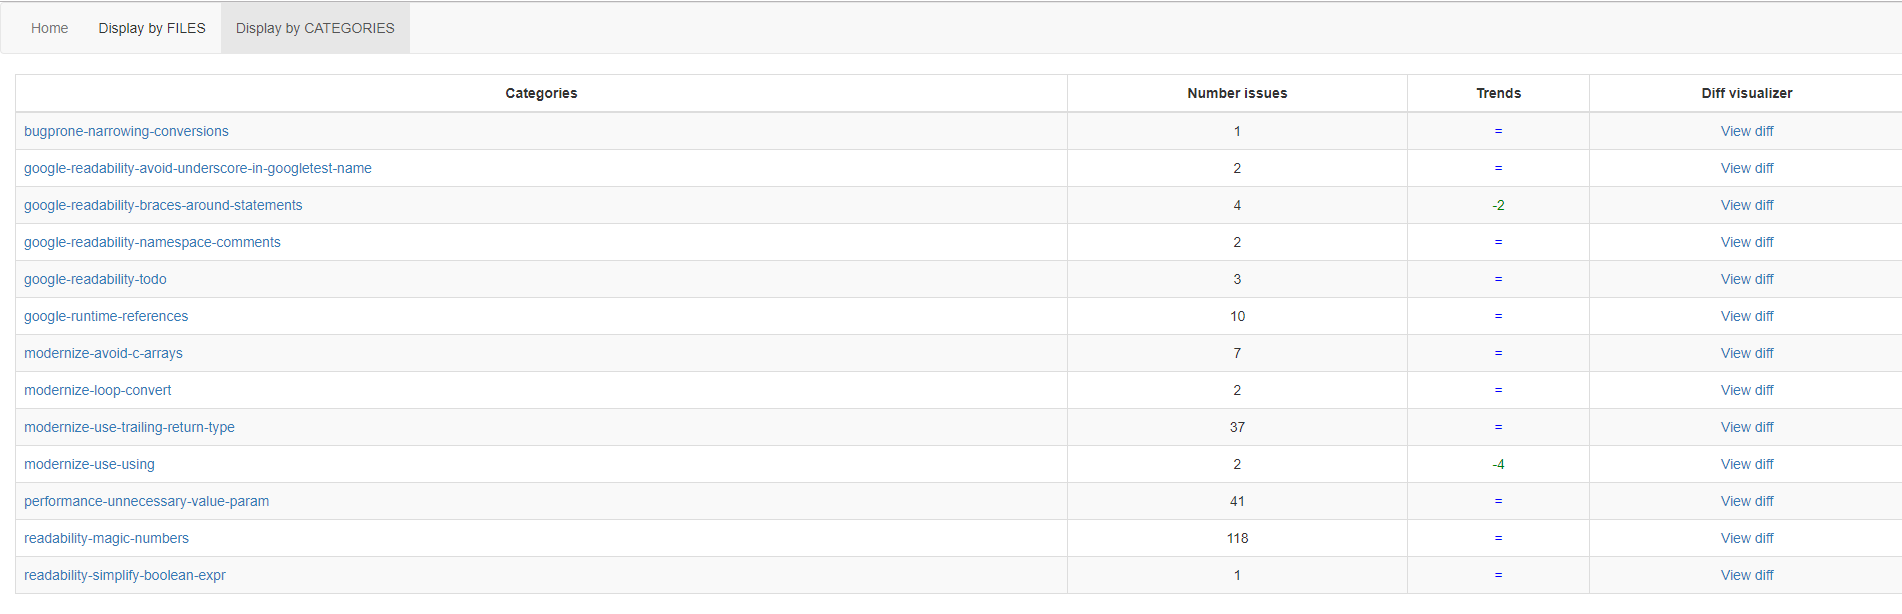 Home Display by FILES Display by CATEGORIES
Categories Number issues Trends Diff visualizer
bugprone-narrowing-conversions 1 = View diff
google-readability-avoid-underscore-in-googletest-name 2 = View diff
google-readability-braces-around-statements 4 -2 View diff
google-readability-namespace-comments 2 = View diff
google-readability-todo 3 = View diff
google-runtime-references 10 = View diff
modernize-avoid-c-arrays 7 = View diff
modernize-loop-convert 2 = View diff
modernize-use-trailing-return-type 37 = View diff
modernize-use-using 2 -4 View diff
performance-unnecessary-value-param 41 = View diff
readability-magic-numbers 118 = View diff
readability-simplify-boolean-expr 1 = View diff